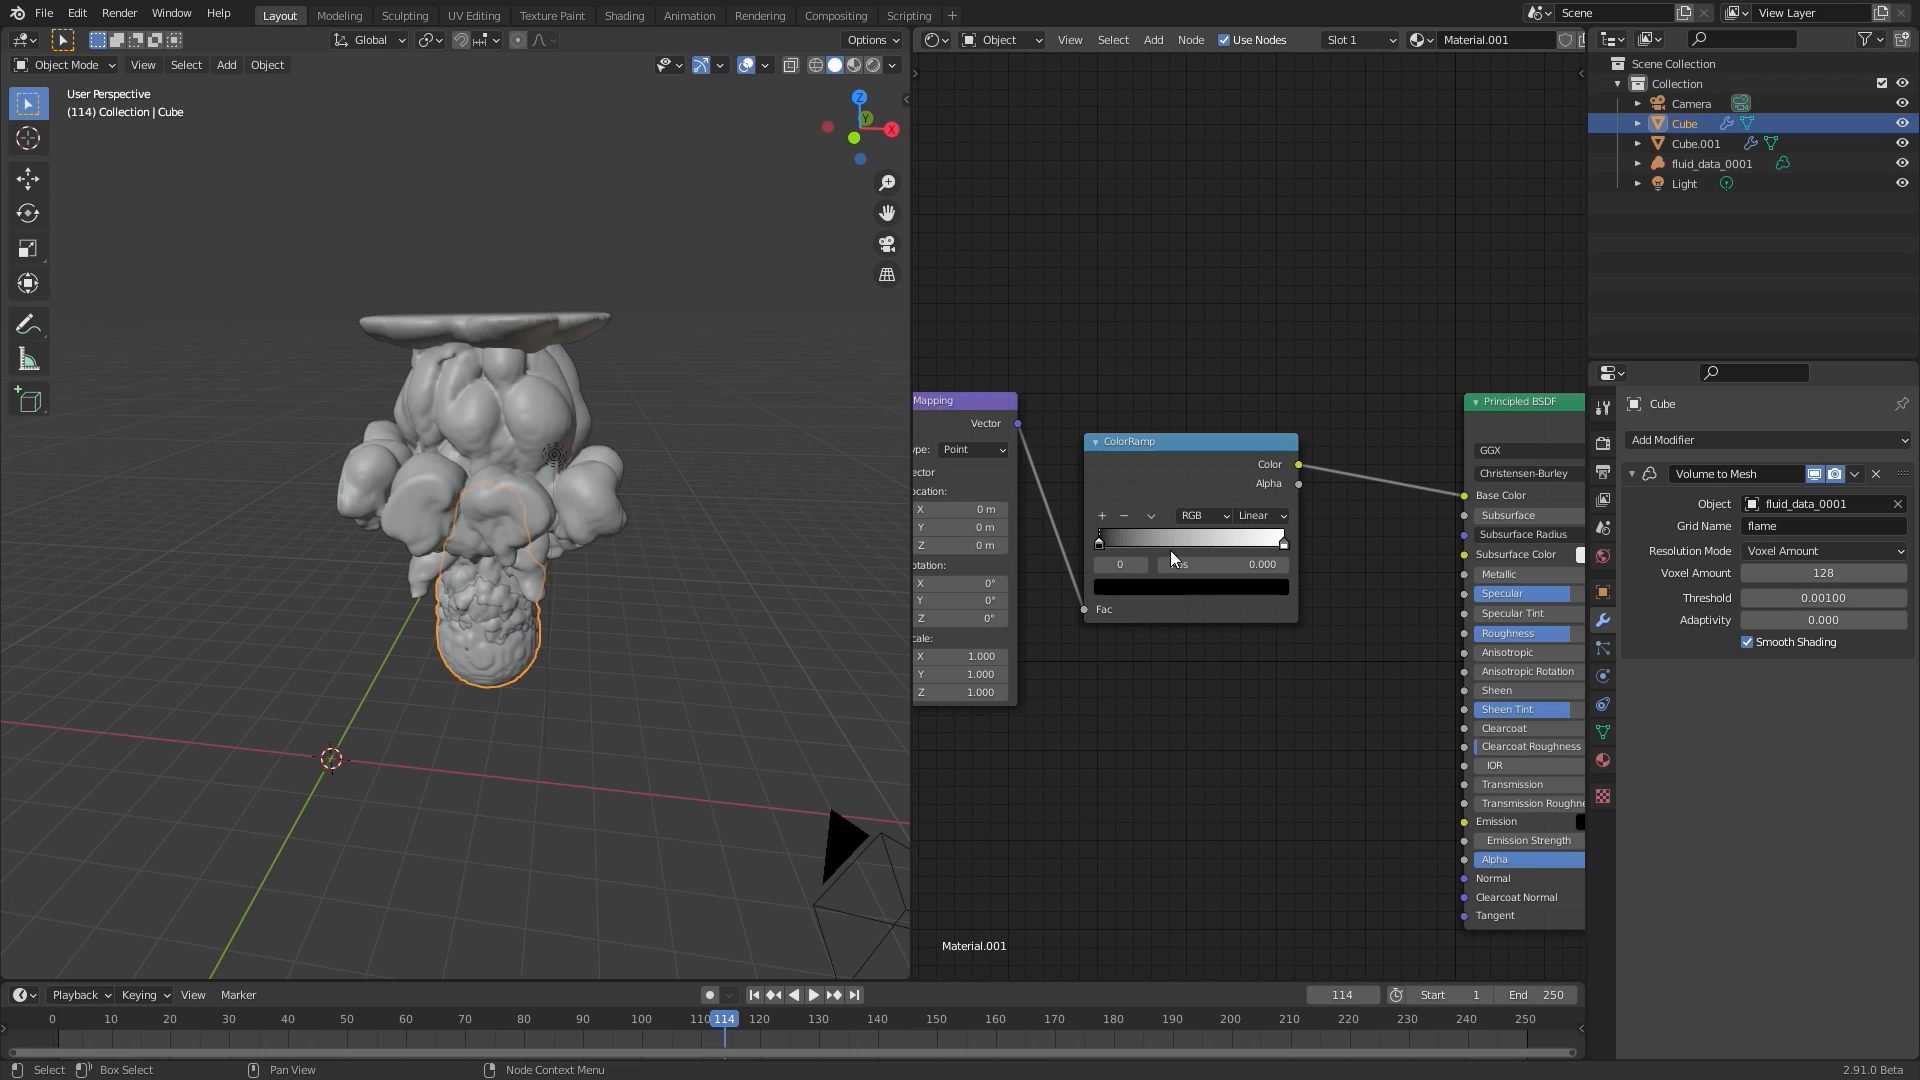 File Edit Render Window Help Layout Modeling Sculpting UV Editing Texture Paint Shading Animation Rendering Compositing Scripting + Scene View Layer
Global Options
Object View Select Add Node Use Nodes Slot 1 Material.001
Object Mode View Select Add Object
User Perspective
(114) Collection | Cube
Z
Y
X
Mapping
Vector
Point
X 0 m
Y 0 m
Z 0 m
X 0°
Y 0°
Z 0°
X 1.000
Y 1.000
Z 1.000
ColorRamp
Color
Alpha
+ − RGB Linear
0 0.000
Fac
Principled BSDF
GGX
Christensen-Burley
Base Color
Subsurface
Subsurface Radius
Subsurface Color
Metallic
Specular
Specular Tint
Roughness
Anisotropic
Anisotropic Rotation
Sheen
Sheen Tint
Clearcoat
Clearcoat Roughness
IOR
Transmission
Transmission Roughne
Emission
Emission Strength
Alpha
Normal
Clearcoat Normal
Tangent
Material.001
Scene Collection
Collection
Camera
Cube
Cube.001
fluid_data_0001
Light
Cube
Add Modifier
Volume to Mesh
Object fluid_data_0001
Grid Name flame
Resolution Mode Voxel Amount
Voxel Amount 128
Threshold 0.00100
Adaptivity 0.000
Smooth Shading
Playback Keying View Marker 114 Start 1 End 250
0 10 20 30 40 50 60 70 80 90 100 110 114 120 130 140 150 160 170 180 190 200 210 220 230 240 250
Select Box Select Pan View Node Context Menu 2.91.0 Beta